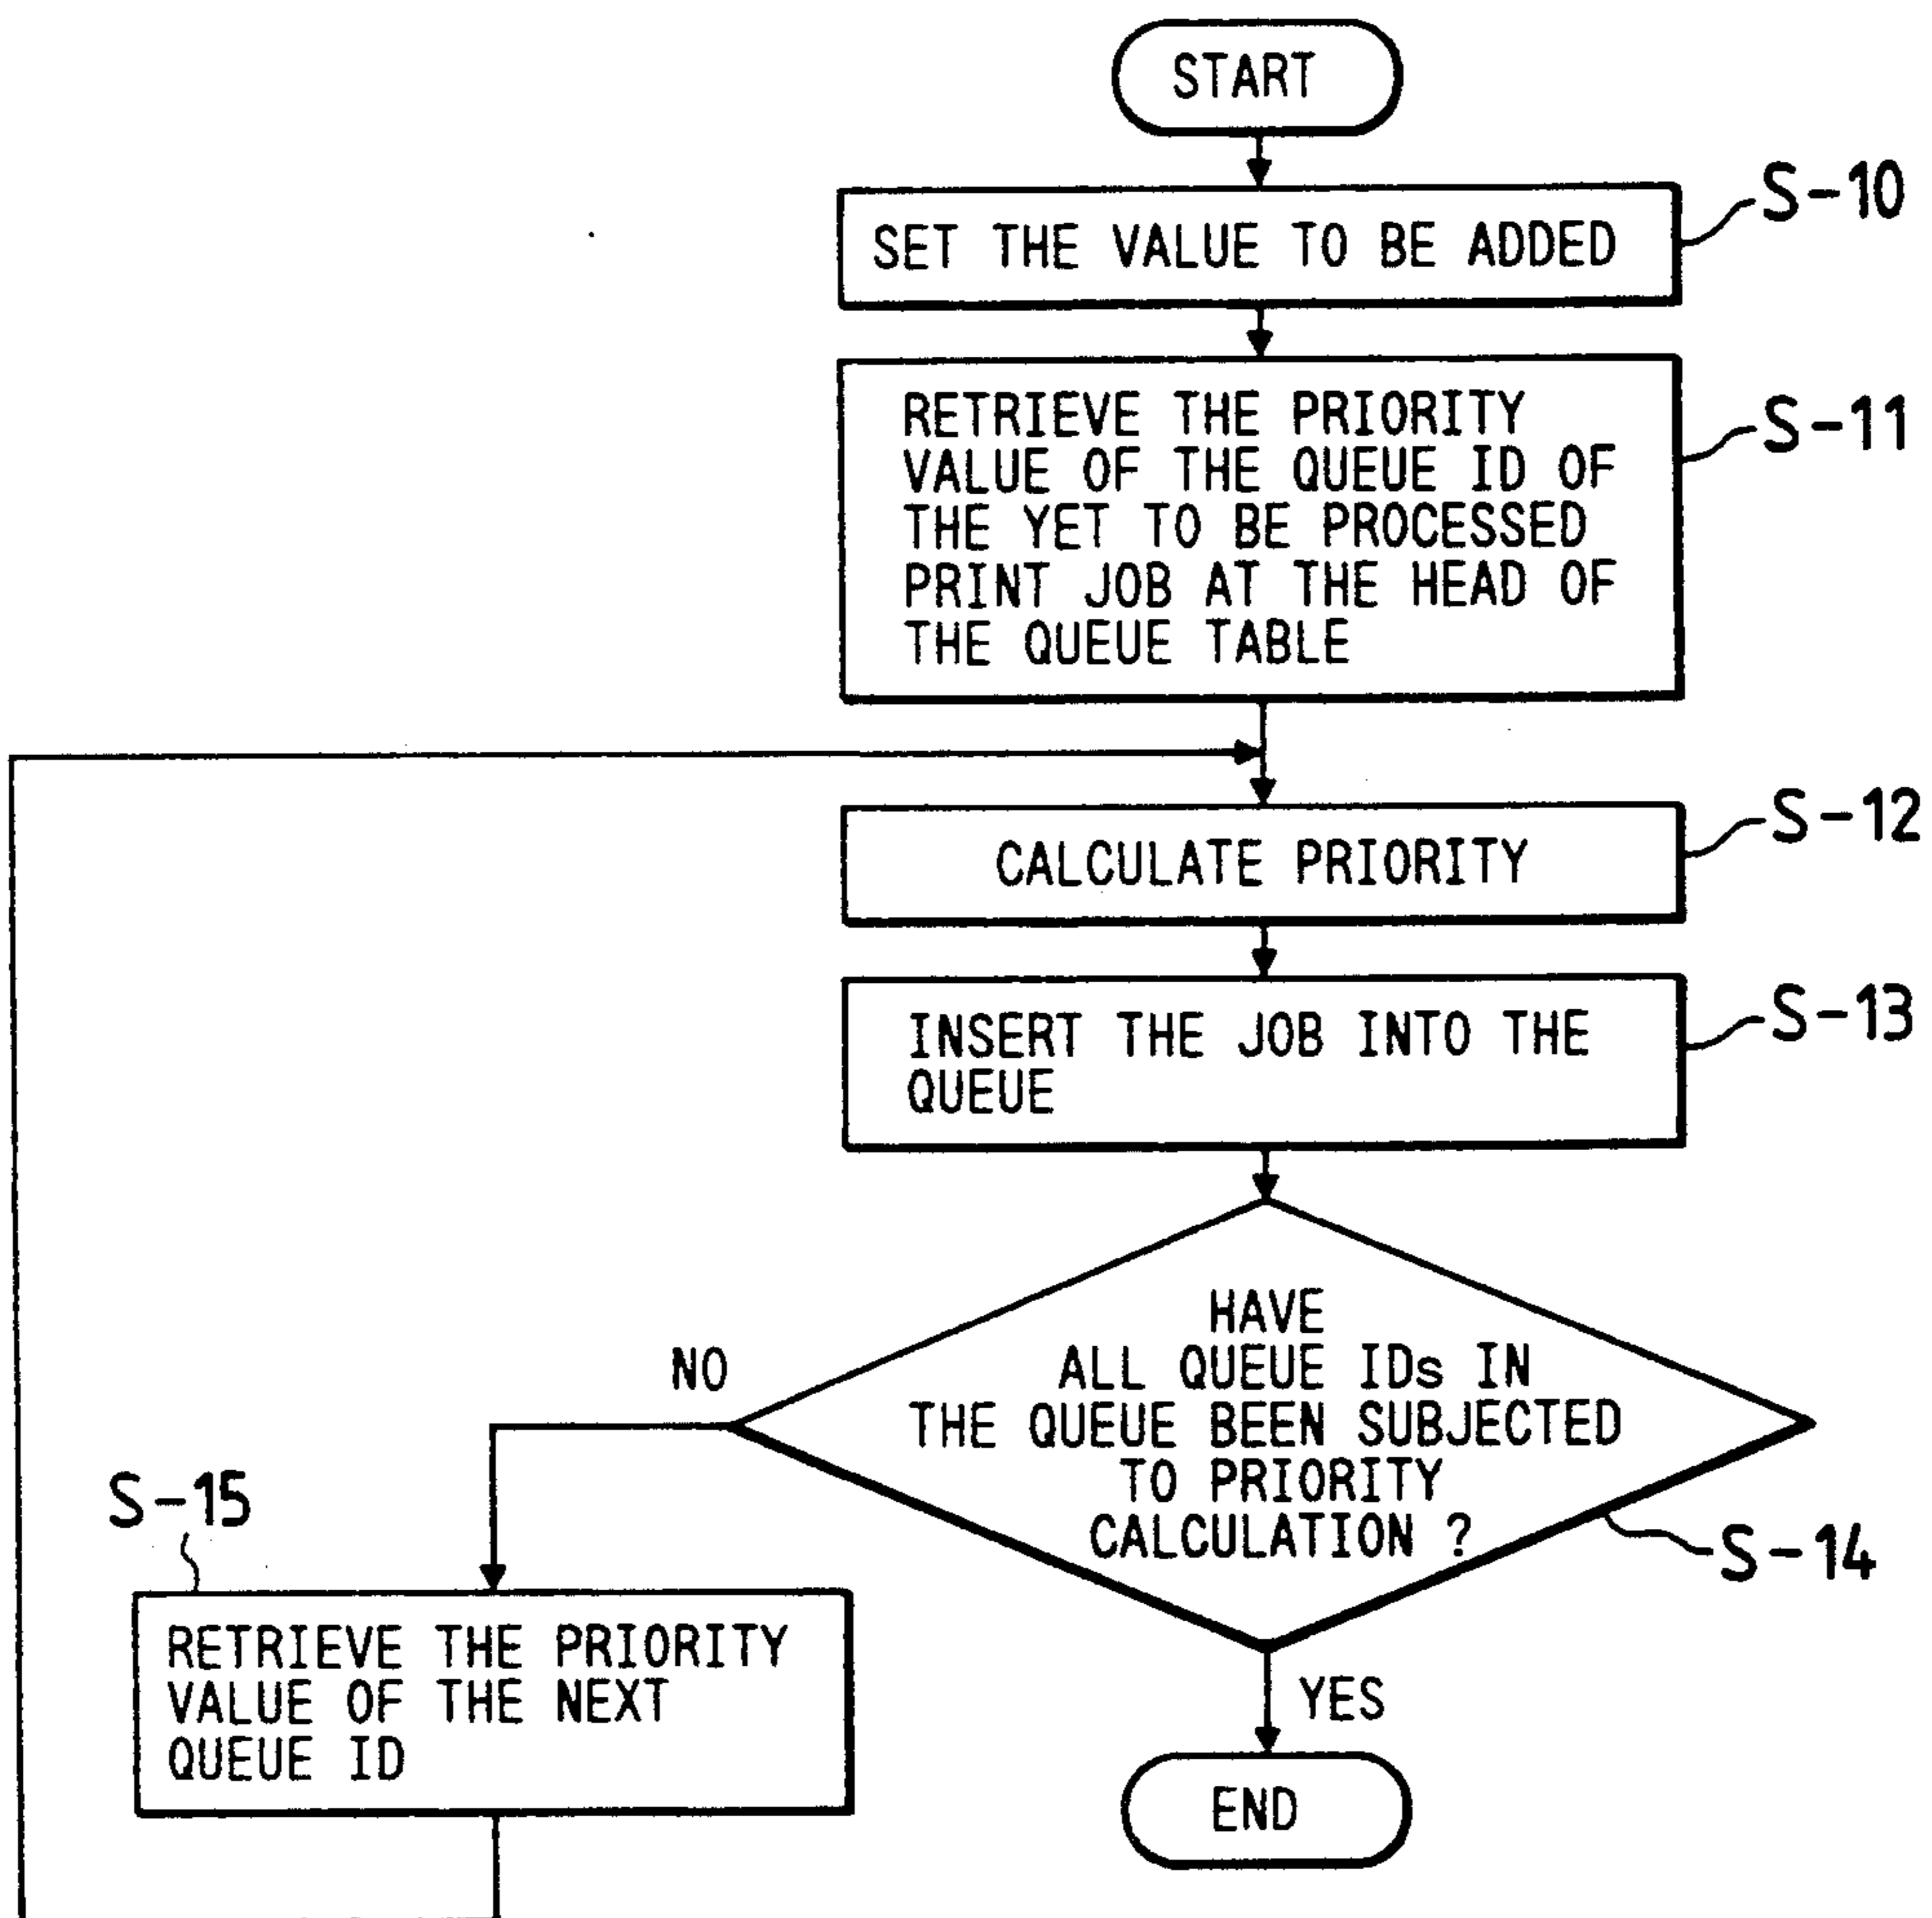 START
S-10
SET THE VALUE TO BE ADDED
S-11
RETRIEVE THE PRIORITY
VALUE OF THE QUEUE ID OF
THE YET TO BE PROCESSED
PRINT JOB AT THE HEAD OF
THE QUEUE TABLE
S-12
CALCULATE PRIORITY
S-13
INSERT THE JOB INTO THE
QUEUE
HAVE
ALL QUEUE IDs IN
THE QUEUE BEEN SUBJECTED
TO PRIORITY
CALCULATION ?
S-14
NO
S-15
RETRIEVE THE PRIORITY
VALUE OF THE NEXT
QUEUE ID
YES
END